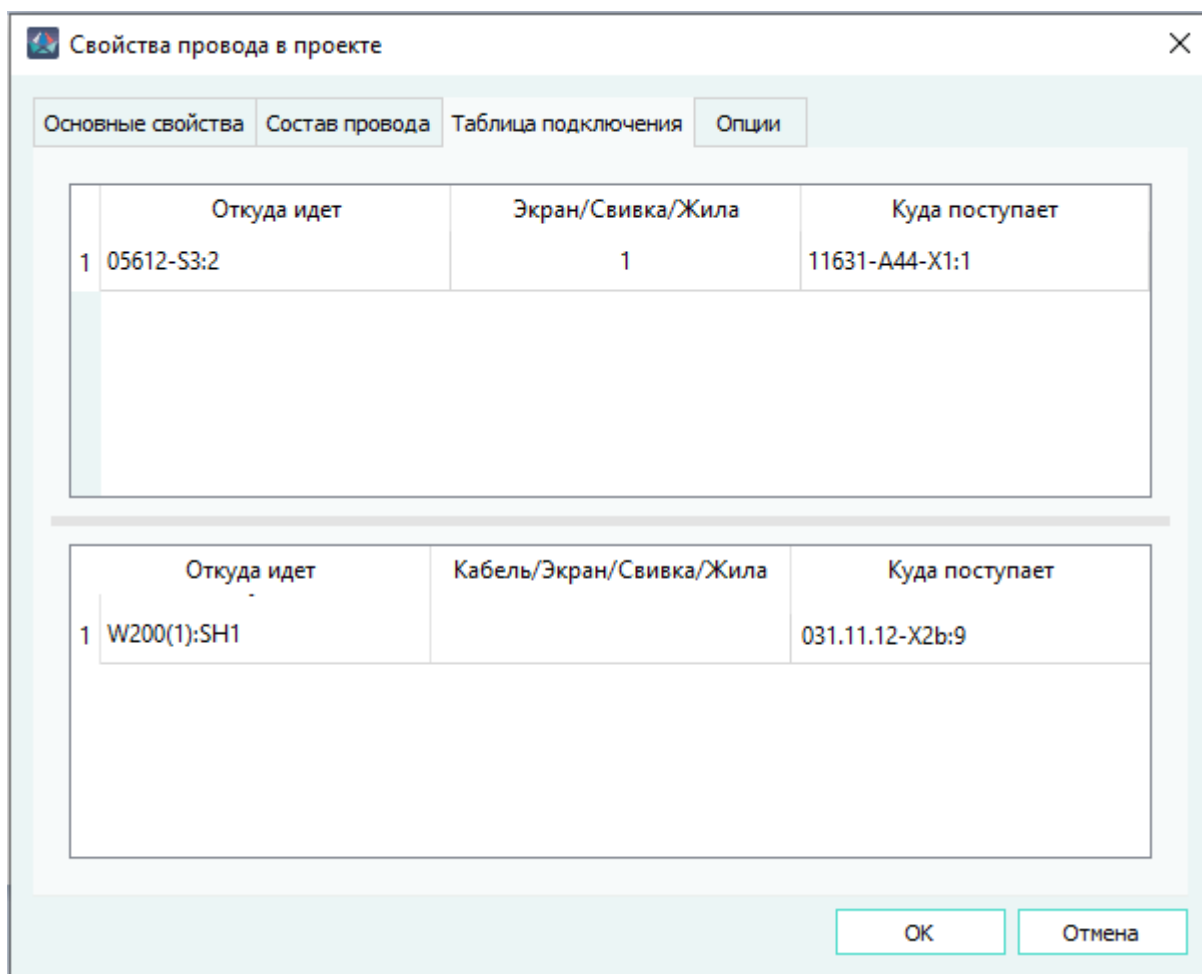 Свойства провода в проекте
Основные свойства Состав провода Таблица подключения Опции
Откуда идет Экран/Свивка/Жила Куда поступает
1 05612-S3:2 1 11631-A44-X1:1
Откуда идет Кабель/Экран/Свивка/Жила Куда поступает
1 W200(1):SH1 031.11.12-X2b:9
OK Отмена